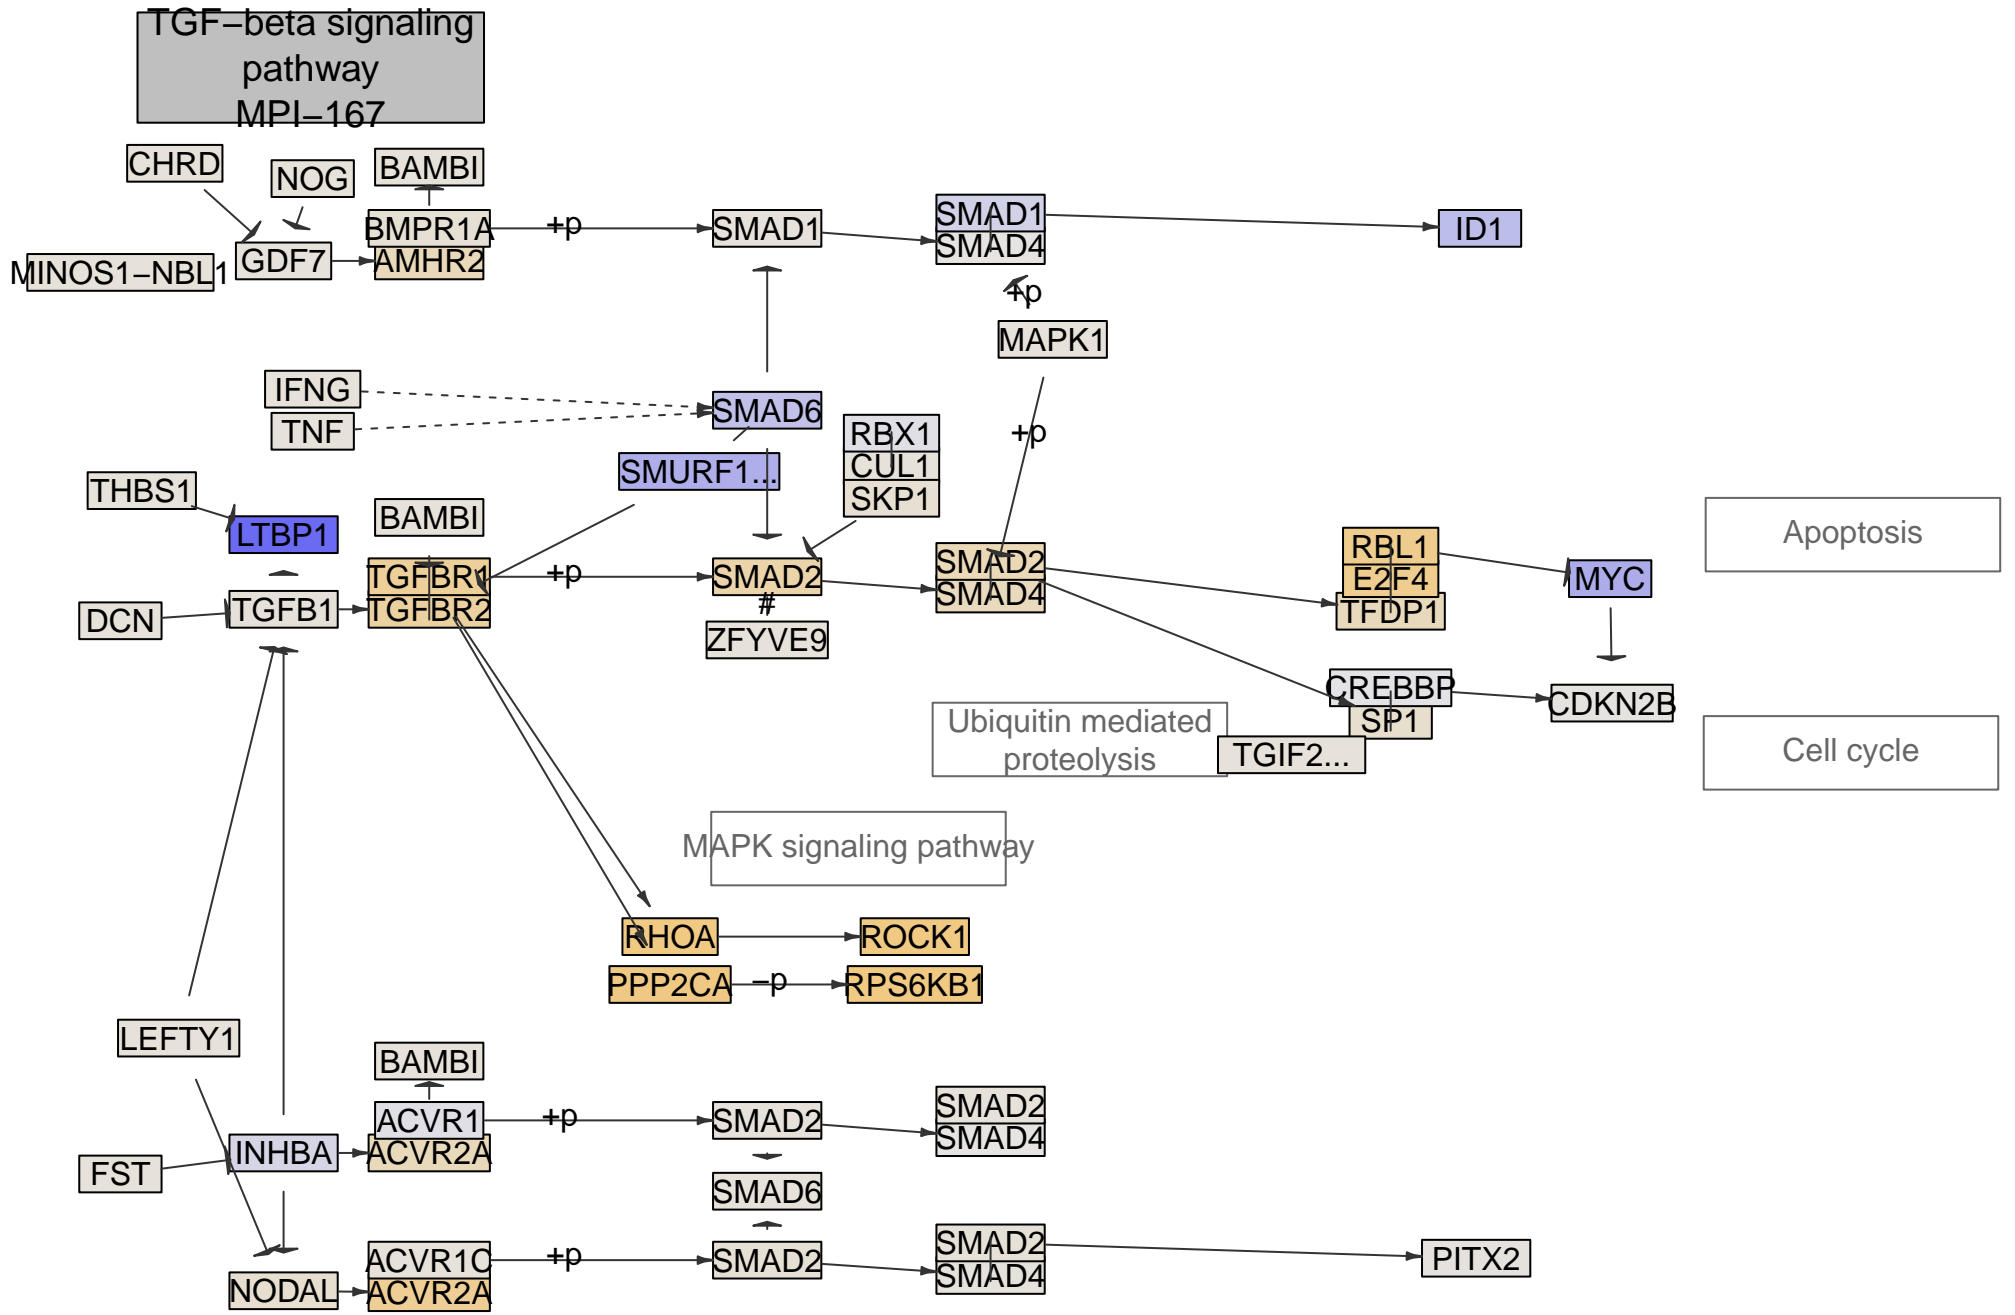 TGF−beta signaling
pathway
MPI−167
CHRD
NOG
BAMBI
BMPR1A
+p
SMAD1
SMAD1
SMAD4
ID1
MINOS1−NBL1
GDF7
AMHR2
+p
MAPK1
IFNG
TNF
SMAD6
RBX1
CUL1
SKP1
+p
SMURF1...
THBS1
LTBP1
BAMBI
TGFBR1
TGFBR2
+p
SMAD2
#
ZFYVE9
SMAD2
SMAD4
RBL1
E2F4
TFDP1
MYC
Apoptosis
DCN
TGFB1
CREBBP
SP1
TGIF2...
CDKN2B
Cell cycle
Ubiquitin mediated
proteolysis
MAPK signaling pathway
RHOA
ROCK1
PPP2CA
−p
RPS6KB1
LEFTY1
BAMBI
ACVR1
ACVR2A
+p
SMAD2
SMAD2
SMAD4
FST
INHBA
SMAD6
ACVR1C
ACVR2A
+p
SMAD2
SMAD2
SMAD4
PITX2
NODAL